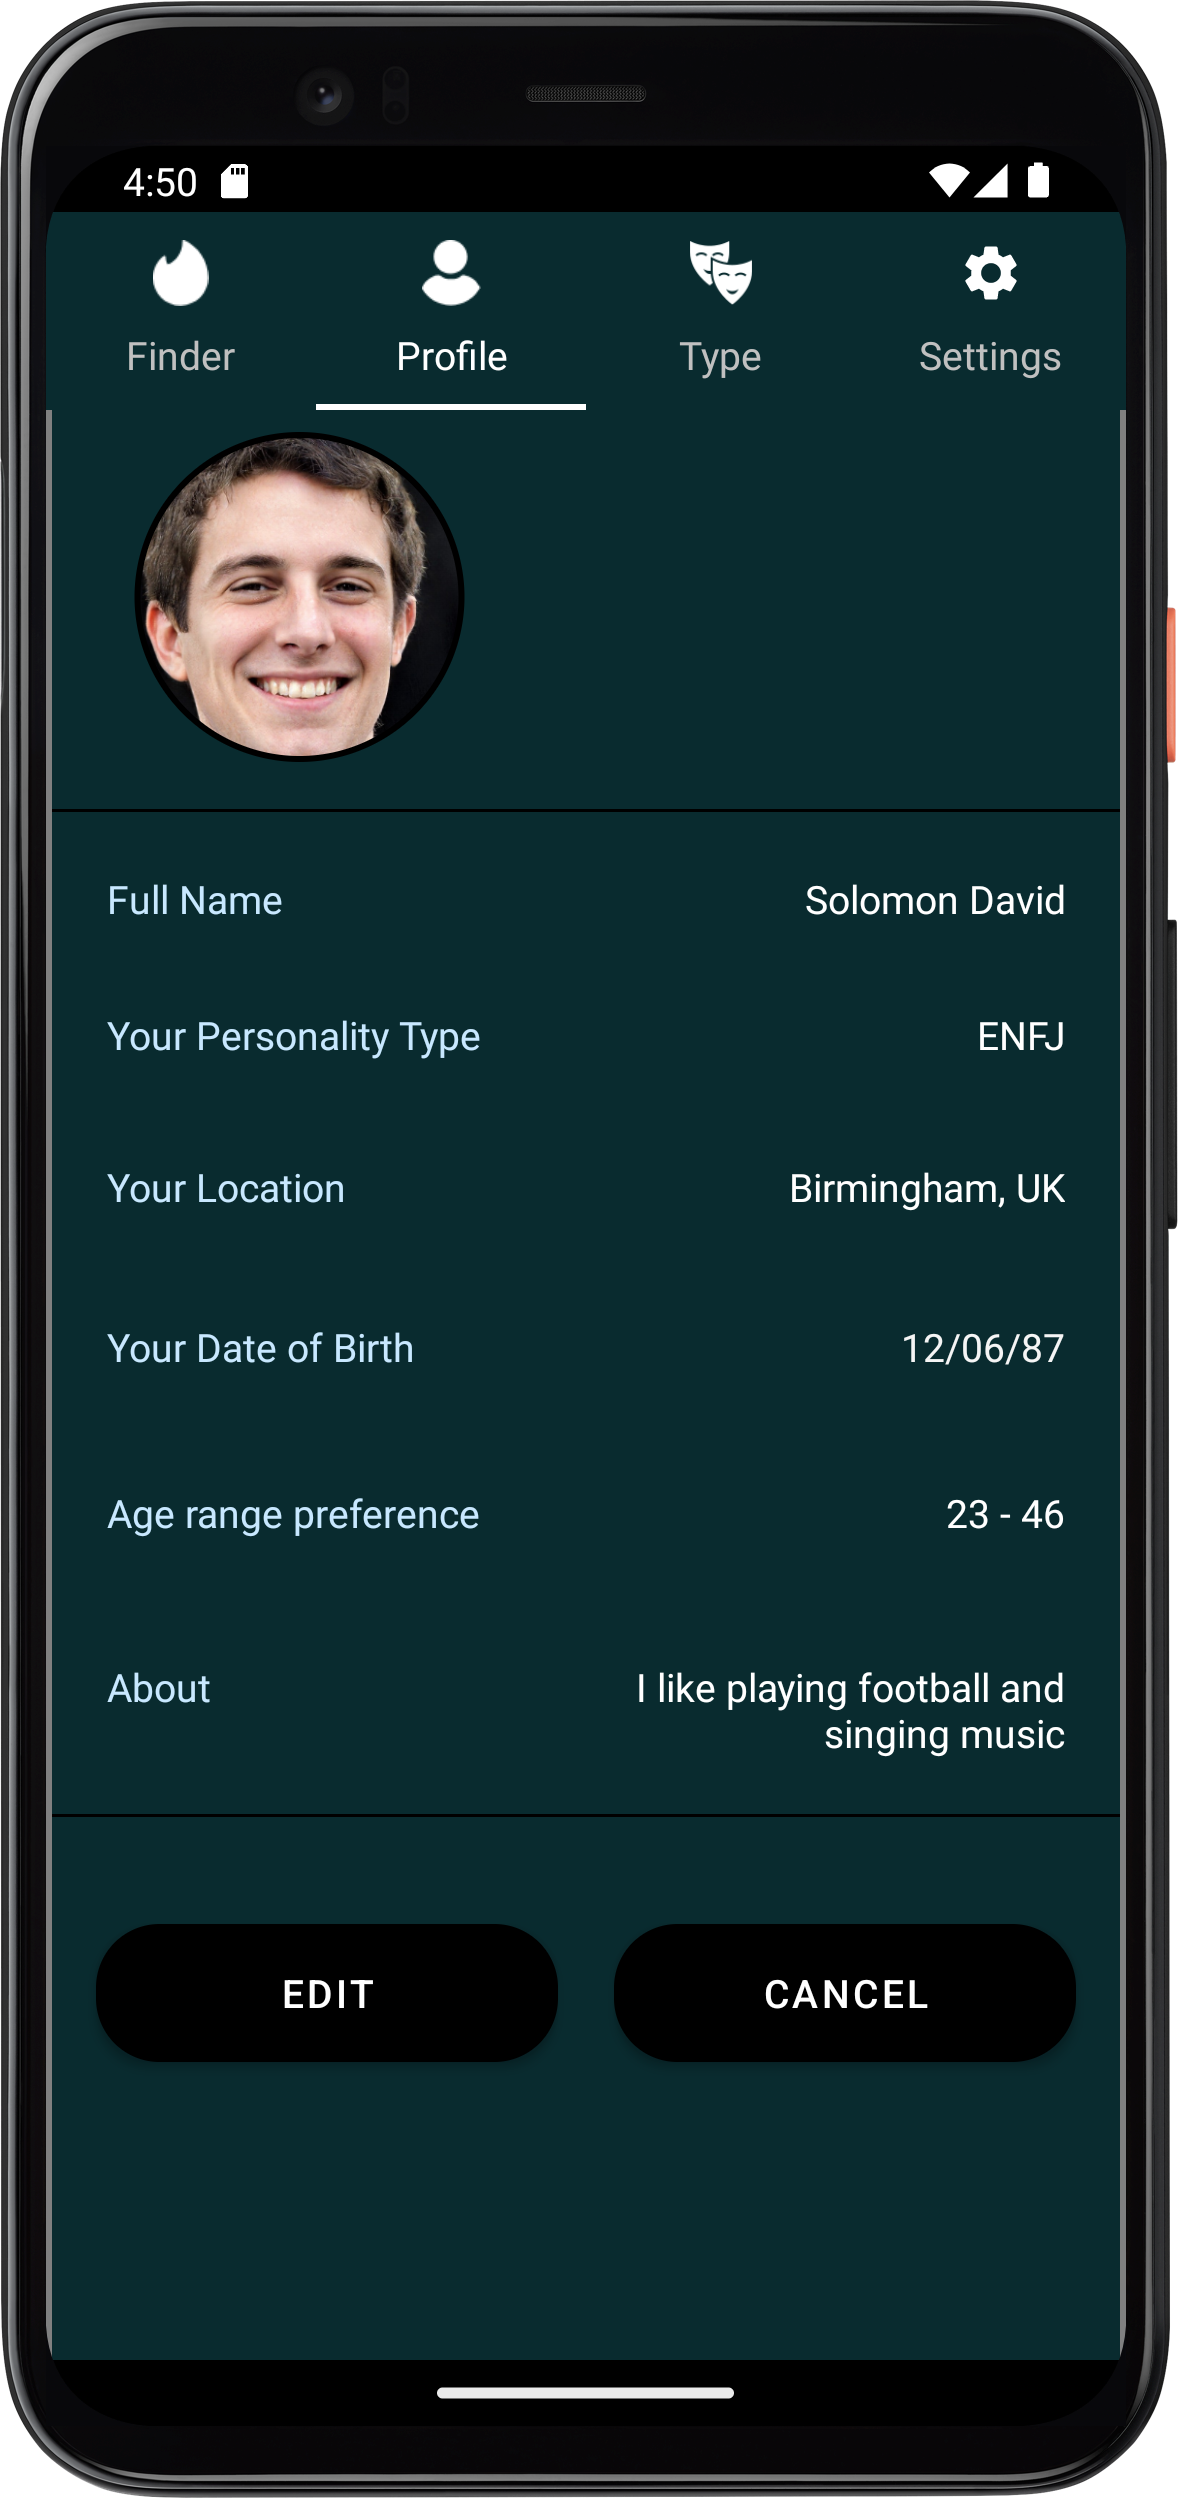 4:50
Finder
Profile
Type
Settings
Full Name
Solomon David
Your Personality Type
ENFJ
Your Location
Birmingham, UK
Your Date of Birth
12/06/87
Age range preference
23 - 46
About
I like playing football and
singing music
EDIT
CANCEL